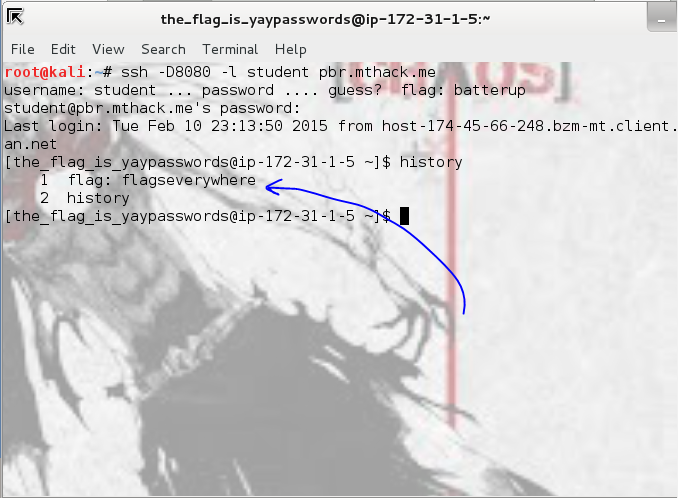 the_flag_is_yaypasswords@ip-172-31-1-5:~
File Edit View Search Terminal Help
root@kali:~# ssh -D8080 -l student pbr.mthack.me
username: student ... password .... guess?  flag: batterup
student@pbr.mthack.me's password:
Last login: Tue Feb 10 23:13:50 2015 from host-174-45-66-248.bzm-mt.client.
an.net
[the_flag_is_yaypasswords@ip-172-31-1-5 ~]$ history
    1  flag: flagseverywhere
    2  history
[the_flag_is_yaypasswords@ip-172-31-1-5 ~]$